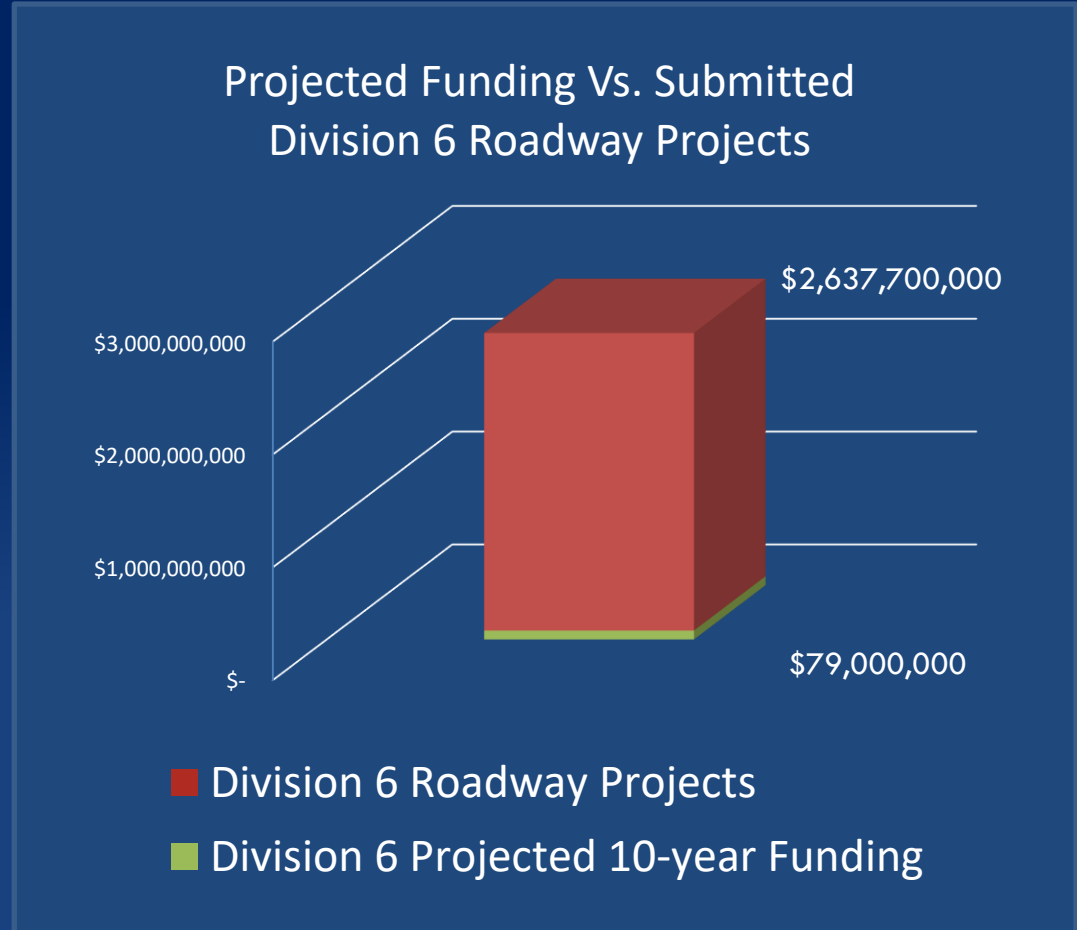 Projected Funding Vs. Submitted
Division 6 Roadway Projects
$2,637,700,000
$3,000,000,000
$2,000,000,000
$1,000,000,000
$79,000,000
$-
Division 6 Roadway Projects
Division 6 Projected 10-year Funding